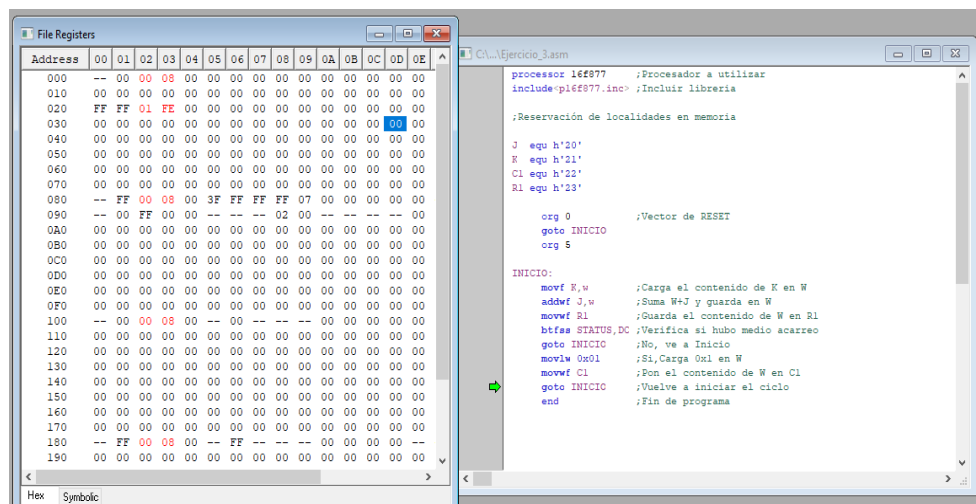 File Registers
Address 00 01 02 03 04 05 06 07 08 09 0A 0B 0C 0D 0E
000 -- 00 00 08 00 00 00 00 00 00 00 00 00 00 00
010 00 00 00 00 00 00 00 00 00 00 00 00 00 00 00
020 FF FF 01 FE 00 00 00 00 00 00 00 00 00 00 00
030 00 00 00 00 00 00 00 00 00 00 00 00 00 00 00
040 00 00 00 00 00 00 00 00 00 00 00 00 00 00 00
050 00 00 00 00 00 00 00 00 00 00 00 00 00 00 00
060 00 00 00 00 00 00 00 00 00 00 00 00 00 00 00
070 00 00 00 00 00 00 00 00 00 00 00 00 00 00 00
080 -- FF 00 08 00 3F FF FF FF 07 00 00 00 00 00
090 -- 00 FF 00 00 -- -- -- 02 00 -- -- -- -- 00
0A0 00 00 00 00 00 00 00 00 00 00 00 00 00 00 00
0B0 00 00 00 00 00 00 00 00 00 00 00 00 00 00 00
0C0 00 00 00 00 00 00 00 00 00 00 00 00 00 00 00
0D0 00 00 00 00 00 00 00 00 00 00 00 00 00 00 00
0E0 00 00 00 00 00 00 00 00 00 00 00 00 00 00 00
0F0 00 00 00 00 00 00 00 00 00 00 00 00 00 00 00
100 -- 00 00 08 00 -- 00 -- -- -- 00 00 00 00 00
110 00 00 00 00 00 00 00 00 00 00 00 00 00 00 00
120 00 00 00 00 00 00 00 00 00 00 00 00 00 00 00
130 00 00 00 00 00 00 00 00 00 00 00 00 00 00 00
140 00 00 00 00 00 00 00 00 00 00 00 00 00 00 00
150 00 00 00 00 00 00 00 00 00 00 00 00 00 00 00
160 00 00 00 00 00 00 00 00 00 00 00 00 00 00 00
170 00 00 00 00 00 00 00 00 00 00 00 00 00 00 00
180 -- FF 00 08 00 -- FF -- -- -- 00 00 00 00 --
190 00 00 00 00 00 00 00 00 00 00 00 00 00 00 00
Hex Symbolic
C:\...\Ejercicio_3.asm
processor 16f877 ;Procesador a utilizar
include<p16f877.inc> ;Incluir libreria
;Reservación de localidades en memoria
J equ h'20'
K equ h'21'
C1 equ h'22'
R1 equ h'23'
org 0 ;Vector de RESET
goto INICIO
org 5
INICIO:
movf K,w ;Carga el contenido de K en W
addwf J,w ;Suma W+J y guarda en W
movwf R1 ;Guarda el contenido de W en R1
btfss STATUS,DC ;Verifica si hubo medio acarreo
goto INICIO ;No, ve a Inicio
movlw 0x01 ;Si,Carga 0x1 en W
movwf C1 ;Pon el contenido de W en C1
goto INICIO ;Vuelve a iniciar el ciclo
end ;Fin de programa